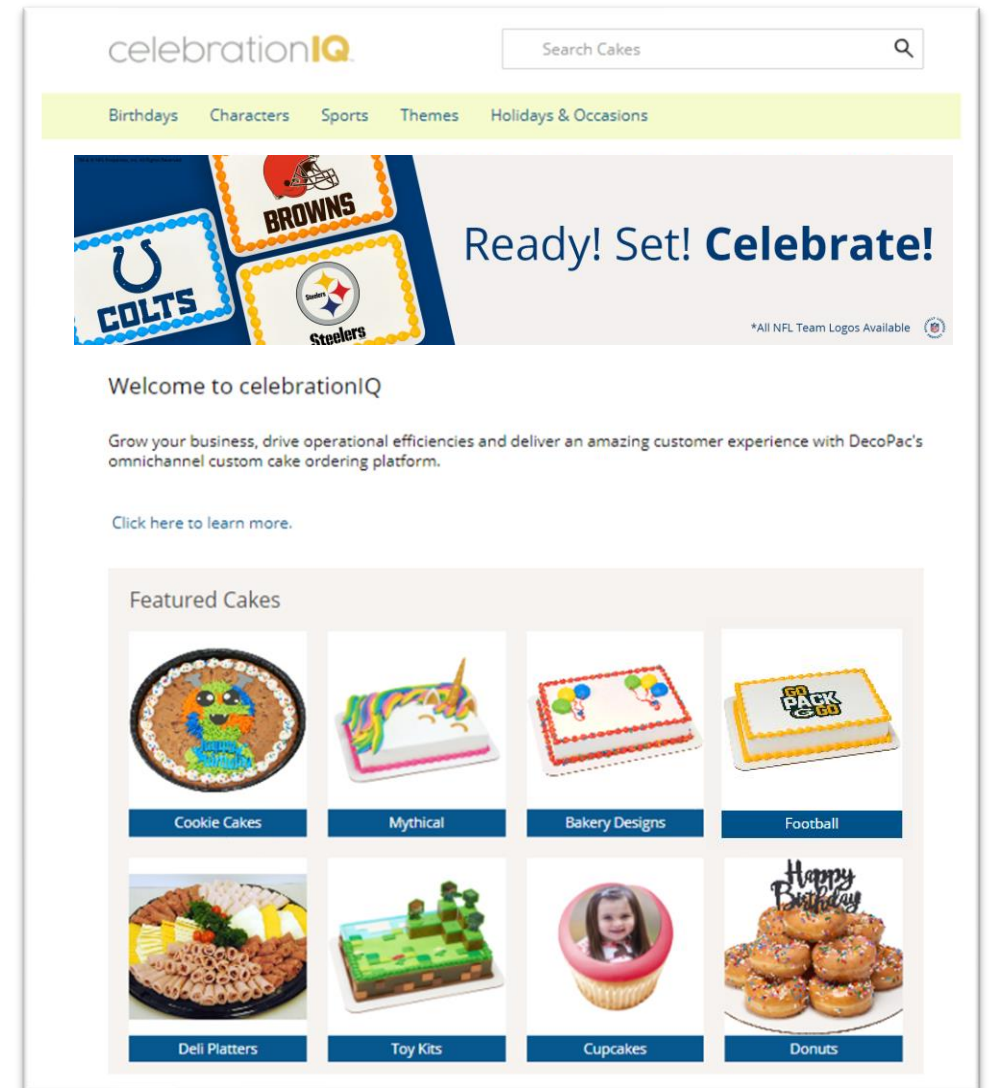 celebrationIQ
Search Cakes
Birthdays Characters Sports Themes Holidays & Occasions
BROWNS
COLTS
Steelers
Steelers
Ready! Set! Celebrate!
*All NFL Team Logos Available
Welcome to celebrationIQ
Grow your business, drive operational efficiencies and deliver an amazing customer experience with DecoPac's
omnichannel custom cake ordering platform.
Click here to learn more.
Featured Cakes
GO
PACK
G GO
Cookie Cakes Mythical Bakery Designs Football
Happy
Birthday
Deli Platters Toy Kits Cupcakes Donuts